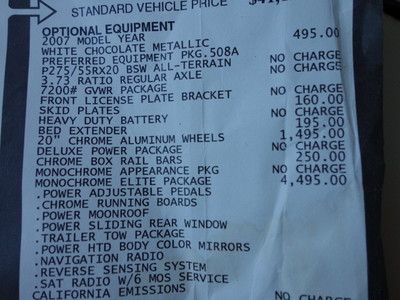 STANDARD VEHICLE PRICE
OPTIONAL EQUIPMENT
2007 MODEL YEAR
WHITE CHOCOLATE METALLIC 495.00
PREFERRED EQUIPMENT PKG.508A
P275/55RX20 BSW ALL-TERRAIN NO CHARGE
3.73 RATIO REGULAR AXLE NO CHARGE
7200# GVWR PACKAGE
FRONT LICENSE PLATE BRACKET NO CHARGE
SKID PLATES 160.00
HEAVY DUTY BATTERY NO CHARGE
BED EXTENDER 195.00
20" CHROME ALUMINUM WHEELS 1,495.00
DELUXE POWER PACKAGE NO CHARGE
CHROME BOX RAIL BARS 250.00
MONOCHROME APPEARANCE PKG NO CHARGE
MONOCHROME ELITE PACKAGE 4,495.00
.POWER ADJUSTABLE PEDALS
.CHROME RUNNING BOARDS
.POWER MOONROOF
.POWER SLIDING REAR WINDOW
.TRAILER TOW PACKAGE
.POWER HTD BODY COLOR MIRRORS
.NAVIGATION RADIO
.REVERSE SENSING SYSTEM
.SAT RADIO W/6 MOS SERVICE
CALIFORNIA EMISSIONS NO CHARGE